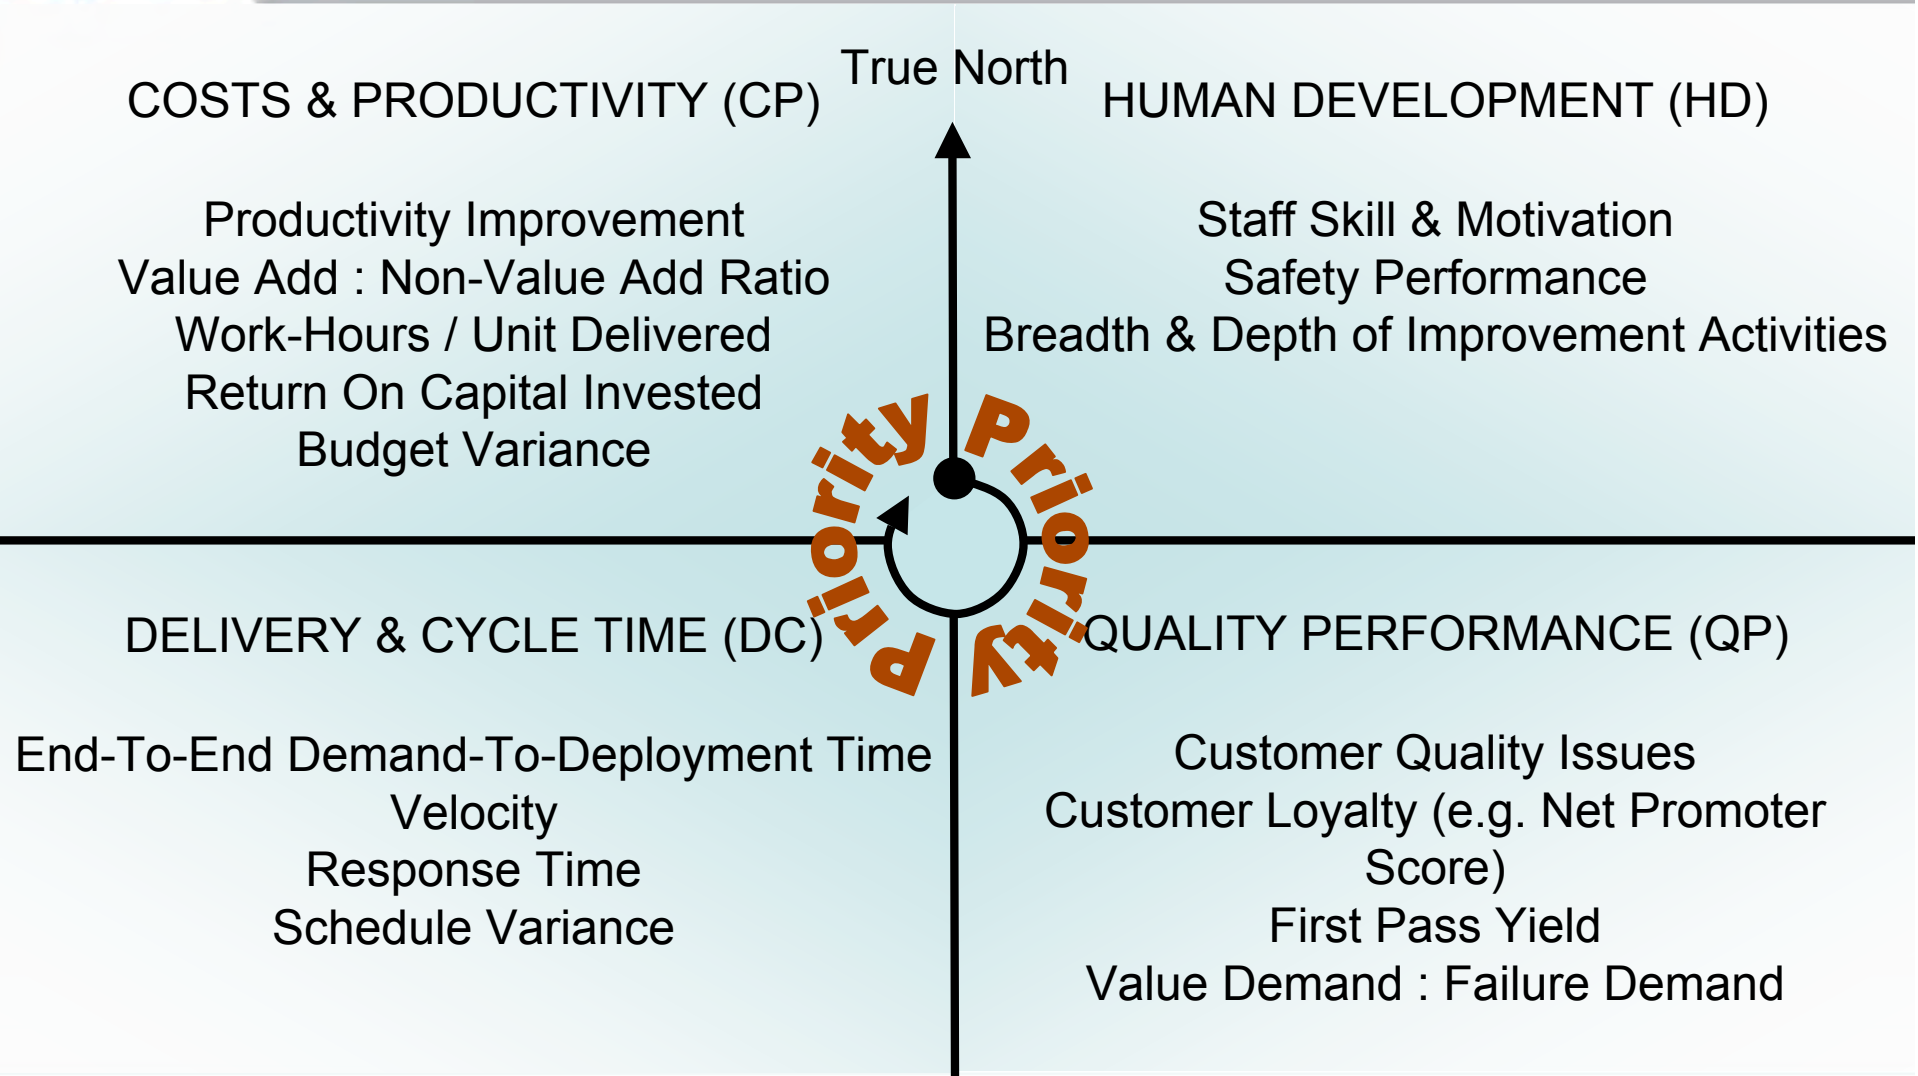 True North
COSTS & PRODUCTIVITY (CP)
Productivity Improvement
Value Add : Non-Value Add Ratio
Work-Hours / Unit Delivered
Return On Capital Invested
Budget Variance
HUMAN DEVELOPMENT (HD)
Staff Skill & Motivation
Safety Performance
Breadth & Depth of Improvement Activities
Priority Priority
DELIVERY & CYCLE TIME (DC)
End-To-End Demand-To-Deployment Time
Velocity
Response Time
Schedule Variance
QUALITY PERFORMANCE (QP)
Customer Quality Issues
Customer Loyalty (e.g. Net Promoter
Score)
First Pass Yield
Value Demand : Failure Demand